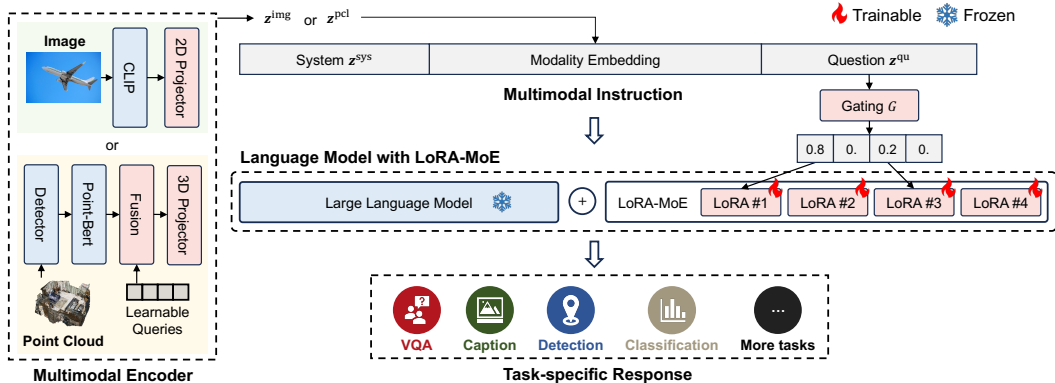 z^img or z^pcl
Trainable
Frozen
Image
CLIP
2D Projector
or
Detector
Point-Bert
Fusion
3D Projector
Point Cloud
Learnable
Queries
Multimodal Encoder
System z^sys
Modality Embedding
Question z^qu
Multimodal Instruction
Gating G
0.8
0.
0.2
0.
Language Model with LoRA-MoE
Large Language Model
+
LoRA-MoE
LoRA #1
LoRA #2
LoRA #3
LoRA #4
?
...
VQA
Caption
Detection
Classification
More tasks
Task-specific Response